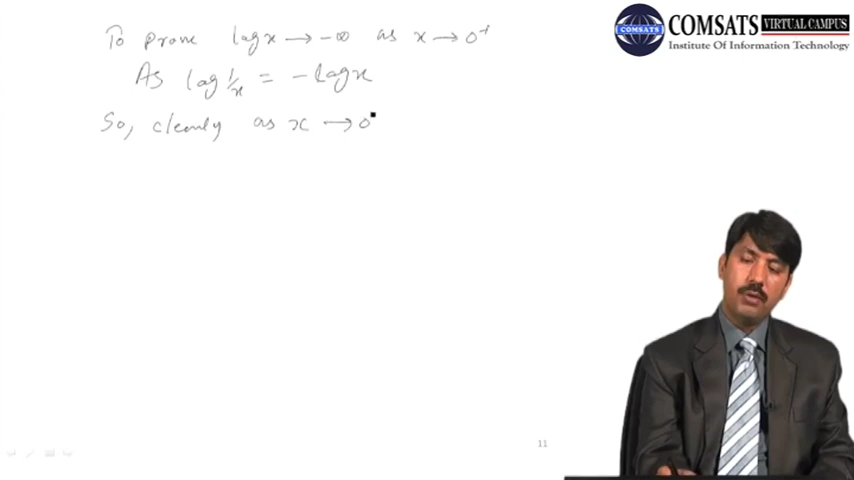 To prove log x → -∞ as x → 0⁺
As log 1/x = - log x
So, clearly as x → 0
COMSATS VIRTUAL CAMPUS
Institute Of Information Technology
COMSATS
11